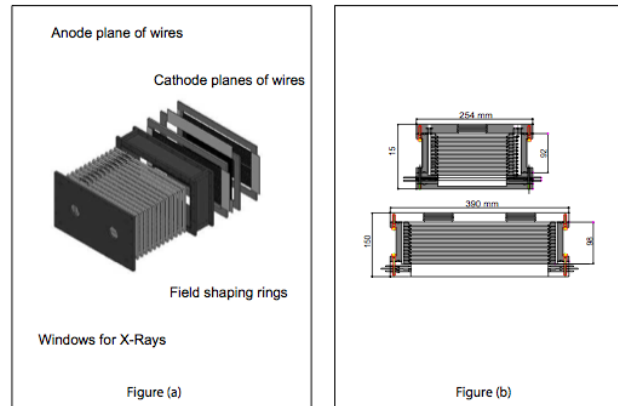 Anode plane of wires
Cathode planes of wires
Field shaping rings
Windows for X-Rays
Figure (a)
254 mm
15
92
390 mm
150
98
Figure (b)